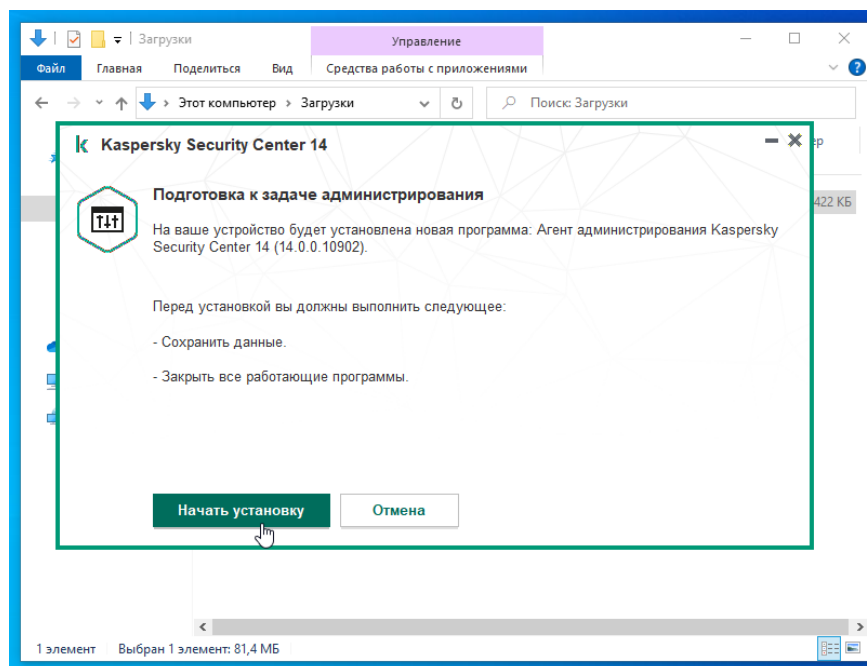 Загрузки
Управление
Файл Главная Поделиться Вид Средства работы с приложениями
Этот компьютер › Загрузки
Поиск: Загрузки
Kaspersky Security Center 14
ер
Подготовка к задаче администрирования
422 КБ
На ваше устройство будет установлена новая программа: Агент администрирования Kaspersky
Security Center 14 (14.0.0.10902).
Перед установкой вы должны выполнить следующее:
- Сохранить данные.
- Закрыть все работающие программы.
Начать установку
Отмена
1 элемент Выбран 1 элемент: 81,4 МБ